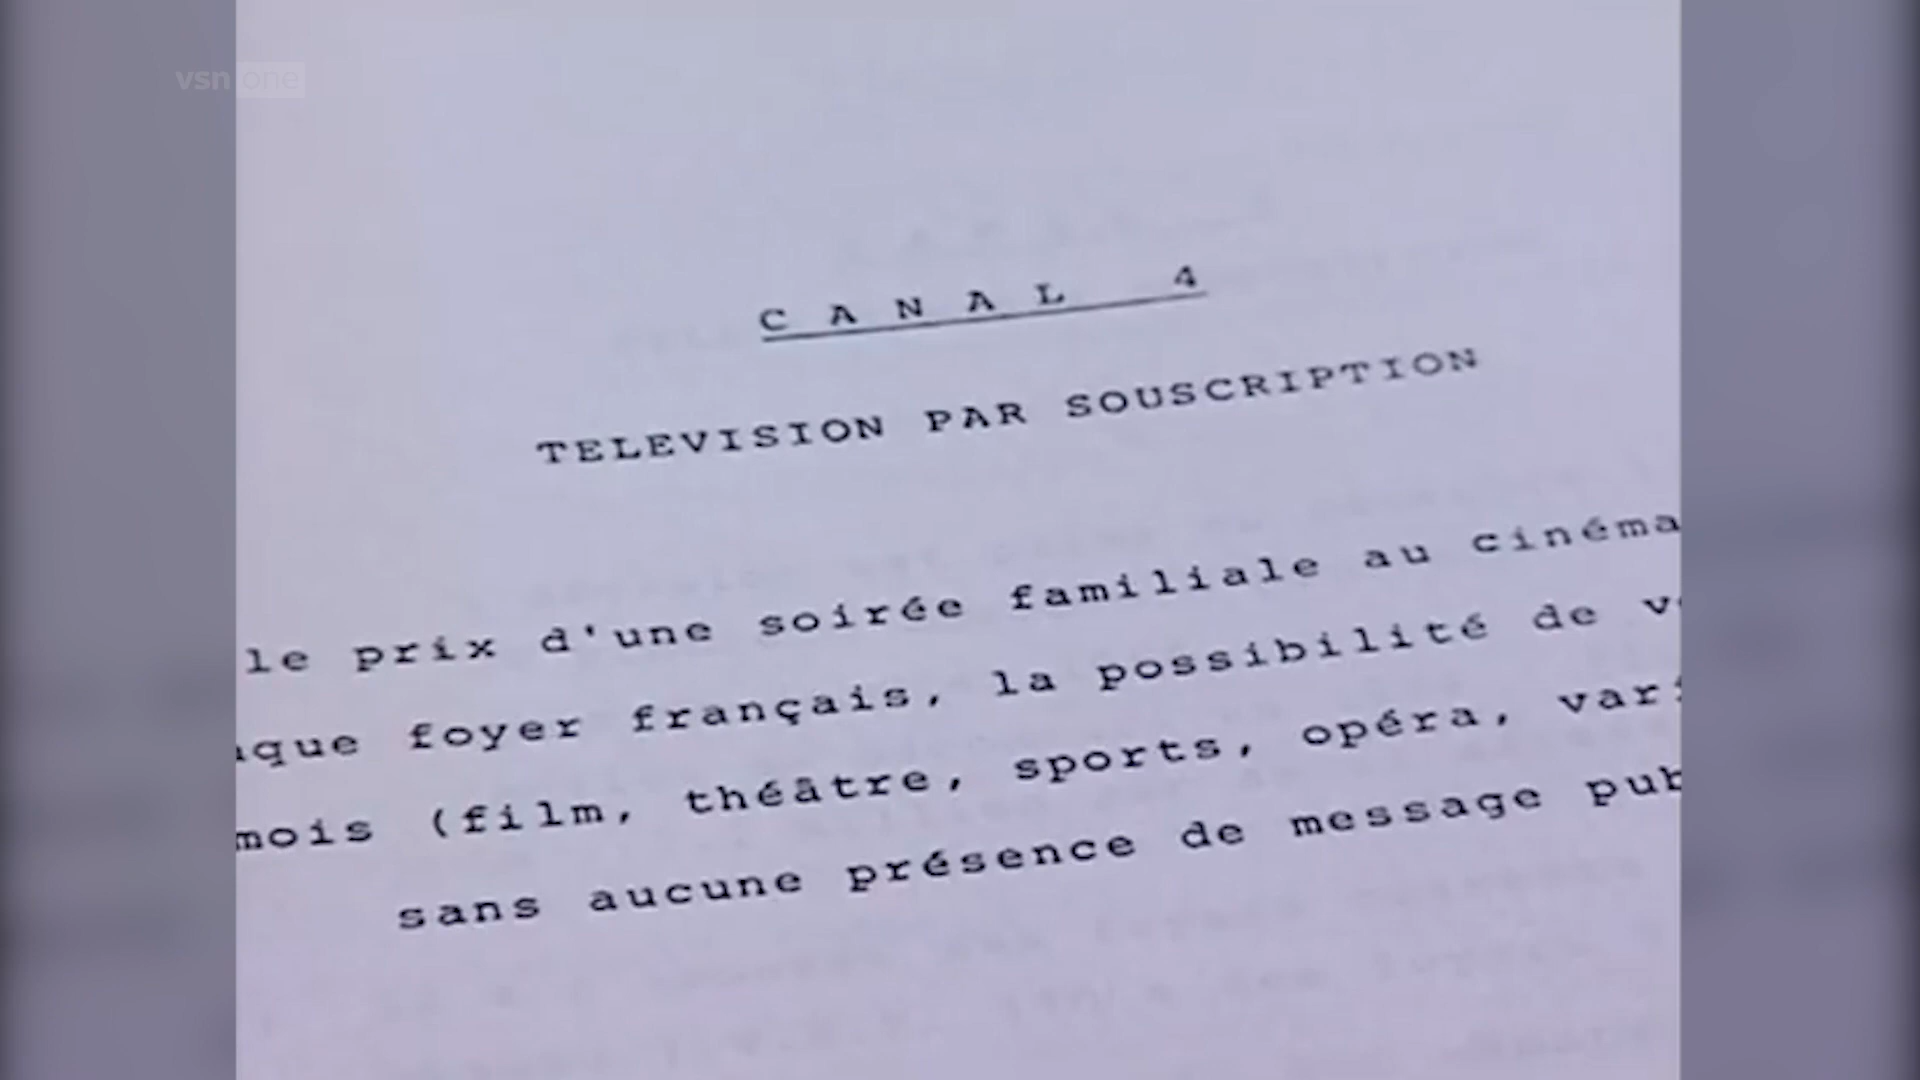 vsn one
C A N A L 4
TELEVISION PAR SOUSCRIPTION
le prix d'une soirée familiale au cinéma
que foyer français, la possibilité de
mois (film, théâtre, sports, opéra,
sans aucune présence de message